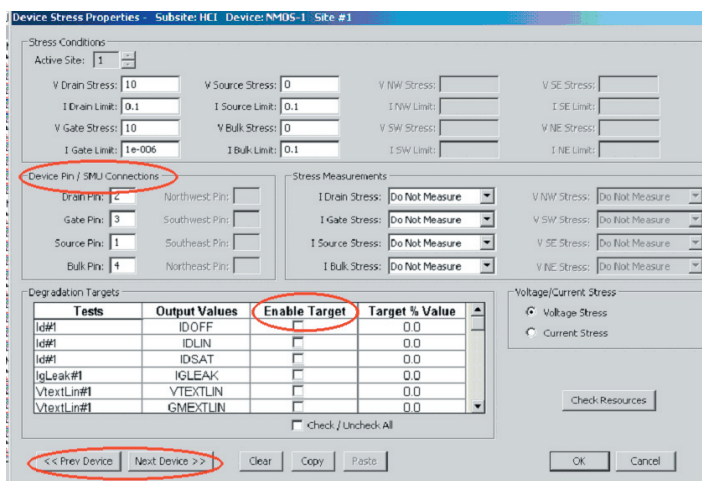 Device Stress Properties - Subsite: HCI Device: NMOS-1 Site #1
Stress Conditions
Active Site: 1
V Drain Stress: 10 V Source Stress: 0 V NW Stress: V SE Stress:
I Drain Limit: 0.1 I Source Limit: 0.1 I NW Limit: I SE Limit:
V Gate Stress: 10 V Bulk Stress: 0 V SW Stress: V NE Stress:
I Gate Limit: 1e-006 I Bulk Limit: 0.1 I SW Limit: I NE Limit:
Device Pin / SMU Connections Stress Measurements
Drain Pin: 2 Northwest Pin: I Drain Stress: Do Not Measure V NW Stress: Do Not Measure
Gate Pin: 3 Southwest Pin: I Gate Stress: Do Not Measure V SW Stress: Do Not Measure
Source Pin: 1 Southeast Pin: I Source Stress: Do Not Measure V SE Stress: Do Not Measure
Bulk Pin: 4 Northeast Pin: I Bulk Stress: Do Not Measure V NE Stress: Do Not Measure
Degradation Targets Voltage/Current Stress
Tests Output Values Enable Target Target % Value
Id#1 IDOFF 0.0 Voltage Stress
Id#1 IDLIN 0.0 Current Stress
Id#1 IDSAT 0.0
IgLeak#1 IGLEAK 0.0
VtextLin#1 VTEXTLIN 0.0
VtextLin#1 GMEXTLIN 0.0
Check Resources
Check / Uncheck All
<< Prev Device Next Device >> Clear Copy Paste OK Cancel